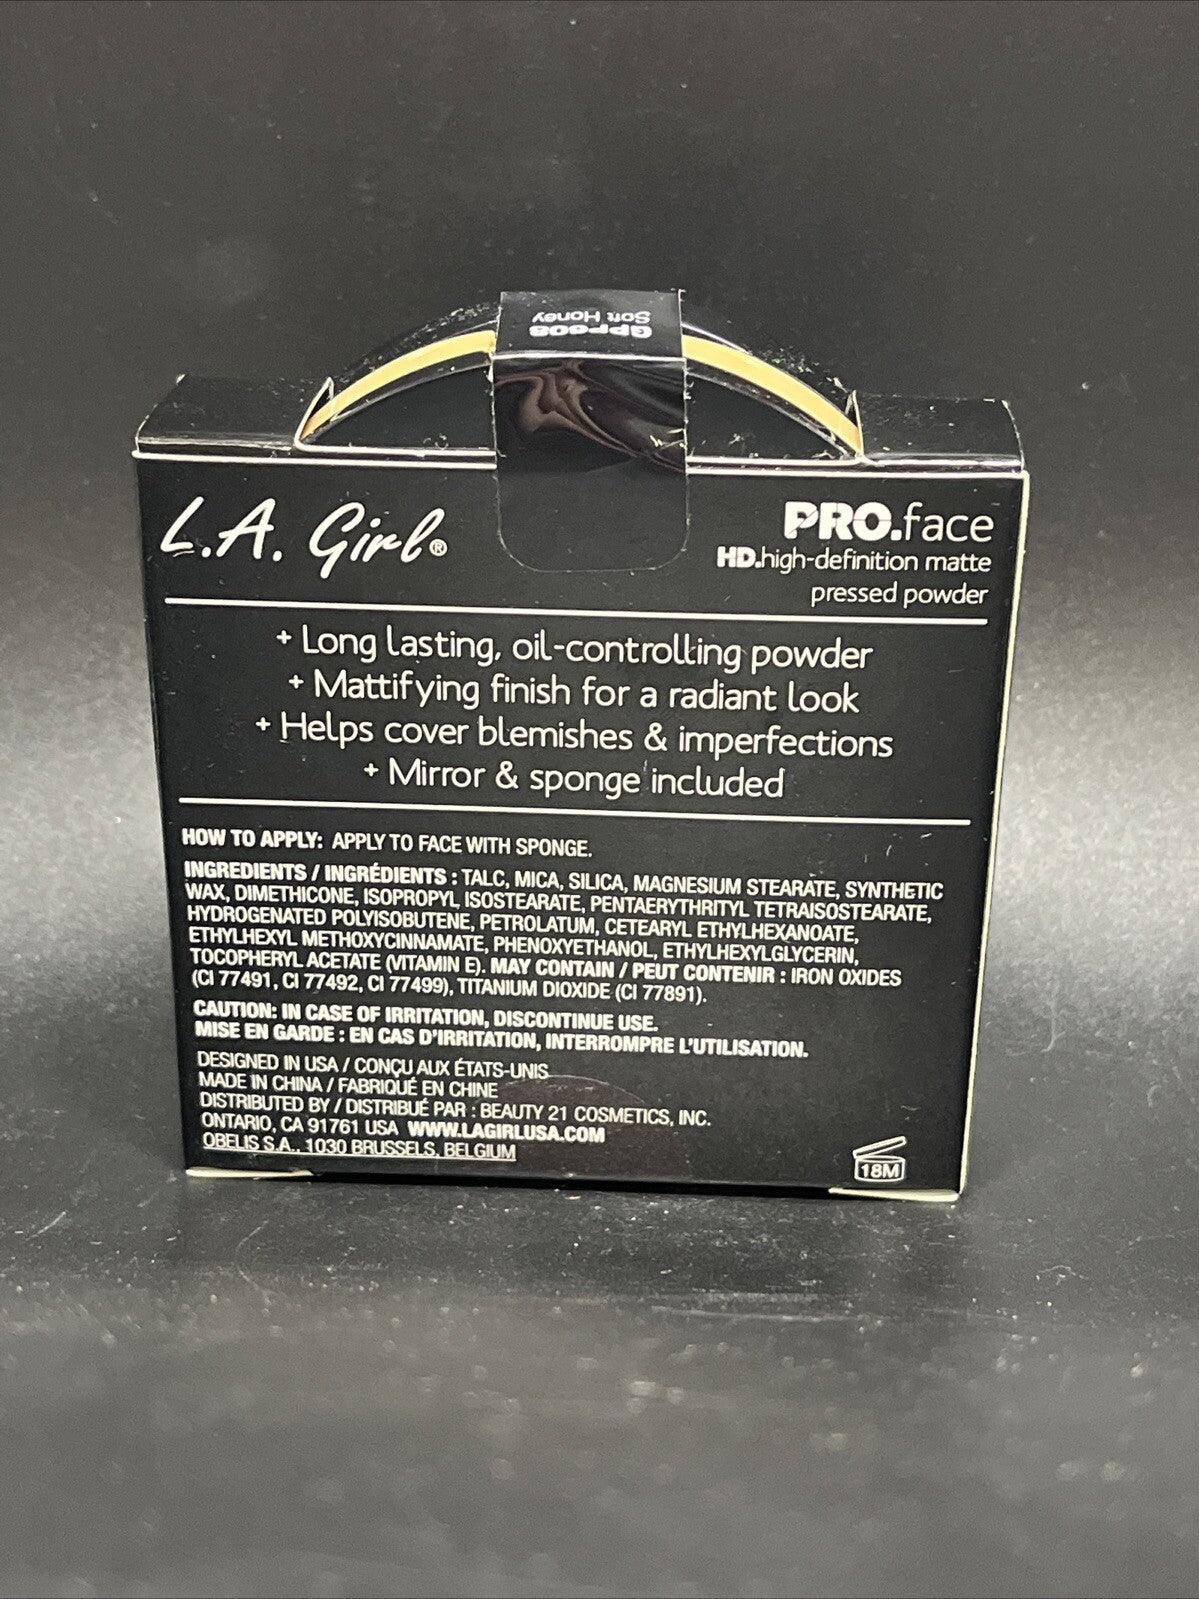 GPP608
Soft Honey
L.A. Girl®
PRO.face
HD.high-definition matte
pressed powder
+ Long lasting, oil-controlling powder
+ Mattifying finish for a radiant look
+ Helps cover blemishes & imperfections
+ Mirror & sponge included
HOW TO APPLY: APPLY TO FACE WITH SPONGE.
INGREDIENTS / INGRÉDIENTS : TALC, MICA, SILICA, MAGNESIUM STEARATE, SYNTHETIC
WAX, DIMETHICONE, ISOPROPYL ISOSTEARATE, PENTAERYTHRITYL TETRAISOSTEARATE,
HYDROGENATED POLYISOBUTENE, PETROLATUM, CETEARYL ETHYLHEXANOATE,
ETHYLHEXYL METHOXYCINNAMATE, PHENOXYETHANOL, ETHYLHEXYLGLYCERIN,
TOCOPHERYL ACETATE (VITAMIN E). MAY CONTAIN / PEUT CONTENIR : IRON OXIDES
(CI 77491, CI 77492, CI 77499), TITANIUM DIOXIDE (CI 77891).
CAUTION: IN CASE OF IRRITATION, DISCONTINUE USE.
MISE EN GARDE : EN CAS D'IRRITATION, INTERROMPRE L'UTILISATION.
DESIGNED IN USA / CONÇU AUX ÉTATS-UNIS
MADE IN CHINA / FABRIQUÉ EN CHINE
DISTRIBUTED BY / DISTRIBUÉ PAR : BEAUTY 21 COSMETICS, INC.
ONTARIO, CA 91761 USA WWW.LAGIRLUSA.COM
OBELIS S.A., 1030 BRUSSELS, BELGIUM
18M